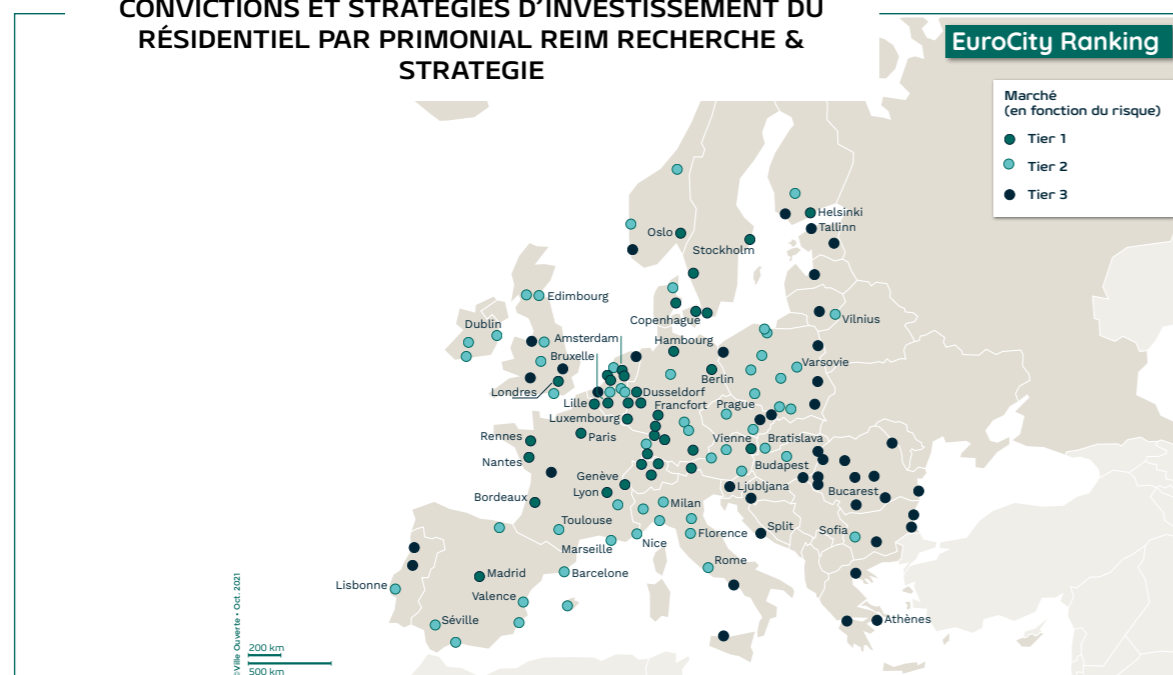 CONVICTIONS ET STRATÉGIES D'INVESTISSEMENT DU
RÉSIDENTIEL PAR PRIMONIAL REIM RECHERCHE &
STRATEGIE
EuroCity Ranking
Marché
(en fonction du risque)
Tier 1
Tier 2
Tier 3
Helsinki
Tallinn
Oslo
Stockholm
Edimbourg
Copenhague
Vilnius
Dublin
Amsterdam
Hambourg
Bruxelle
Varsovie
Berlin
Londres
Dusseldorf
Lille
Francfort
Prague
Luxembourg
Rennes
Paris
Vienne
Bratislava
Nantes
Budapest
Genève
Ljubljana
Lyon
Bucarest
Bordeaux
Milan
Toulouse
Split
Sofia
Marseille
Nice
Florence
Rome
Madrid
Barcelone
Lisbonne
Valence
Séville
Athènes
©Ville Ouverte • Oct. 2021
200 km
500 km